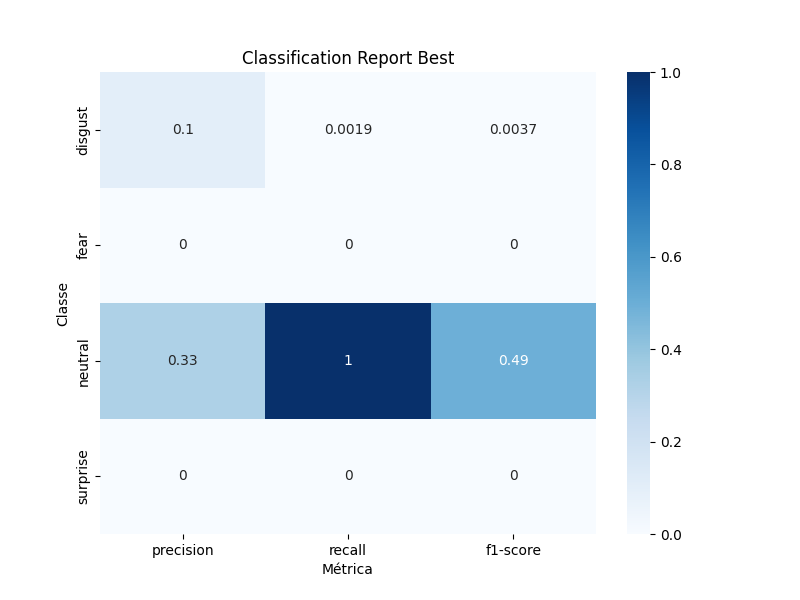 Classification Report Best
disgust 0.1 0.0019 0.0037
fear 0 0 0
neutral 0.33 1 0.49
surprise 0 0 0
Classe
precision recall f1-score
Métrica
1.0
0.8
0.6
0.4
0.2
0.0